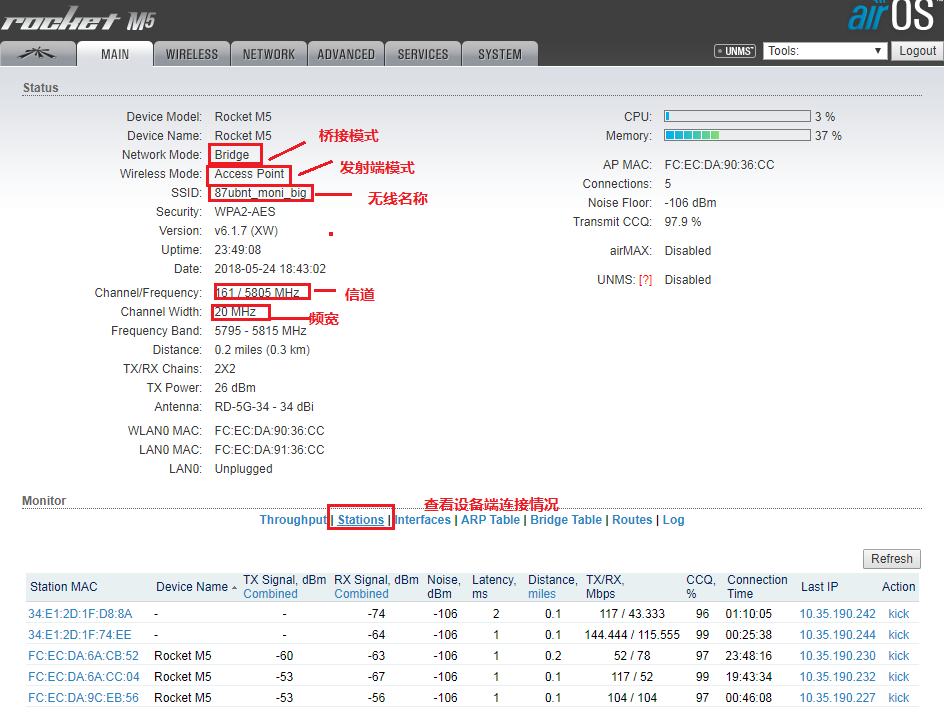 rocket M5
airOS
MAIN WIRELESS NETWORK ADVANCED SERVICES SYSTEM UNMS Tools: Logout
Status
Device Model: Rocket M5
Device Name: Rocket M5
Network Mode: Bridge
桥接模式
Wireless Mode: Access Point
发射端模式
SSID: 87ubnt_moni_big
无线名称
Security: WPA2-AES
Version: v6.1.7 (XW)
Uptime: 23:49:08
Date: 2018-05-24 18:43:02
Channel/Frequency: 161 / 5805 MHz
信道
Channel Width: 20 MHz
频宽
Frequency Band: 5795 - 5815 MHz
Distance: 0.2 miles (0.3 km)
TX/RX Chains: 2X2
TX Power: 26 dBm
Antenna: RD-5G-34 - 34 dBi
WLAN0 MAC: FC:EC:DA:90:36:CC
LAN0 MAC: FC:EC:DA:91:36:CC
LAN0: Unplugged
CPU: 3 %
Memory: 37 %
AP MAC: FC:EC:DA:90:36:CC
Connections: 5
Noise Floor: -106 dBm
Transmit CCQ: 97.9 %
airMAX: Disabled
UNMS: [?] Disabled
Monitor
查看设备端连接情况
Throughput | Stations | Interfaces | ARP Table | Bridge Table | Routes | Log
Refresh
Station MAC Device Name TX Signal, dBm Combined RX Signal, dBm Combined Noise, dBm Latency, ms Distance, miles TX/RX, Mbps CCQ, % Connection Time Last IP Action
34:E1:2D:1F:D8:8A - - -74 -106 2 0.1 117 / 43.333 96 01:10:05 10.35.190.242 kick
34:E1:2D:1F:74:EE - - -64 -106 1 0.1 144.444 / 115.555 99 00:25:38 10.35.190.244 kick
FC:EC:DA:6A:CB:52 Rocket M5 -60 -63 -106 1 0.2 52 / 78 97 23:48:16 10.35.190.230 kick
FC:EC:DA:6A:CC:04 Rocket M5 -53 -67 -106 1 0.1 117 / 52 99 19:43:34 10.35.190.232 kick
FC:EC:DA:9C:EB:56 Rocket M5 -53 -56 -106 1 0.1 104 / 104 97 00:46:08 10.35.190.227 kick